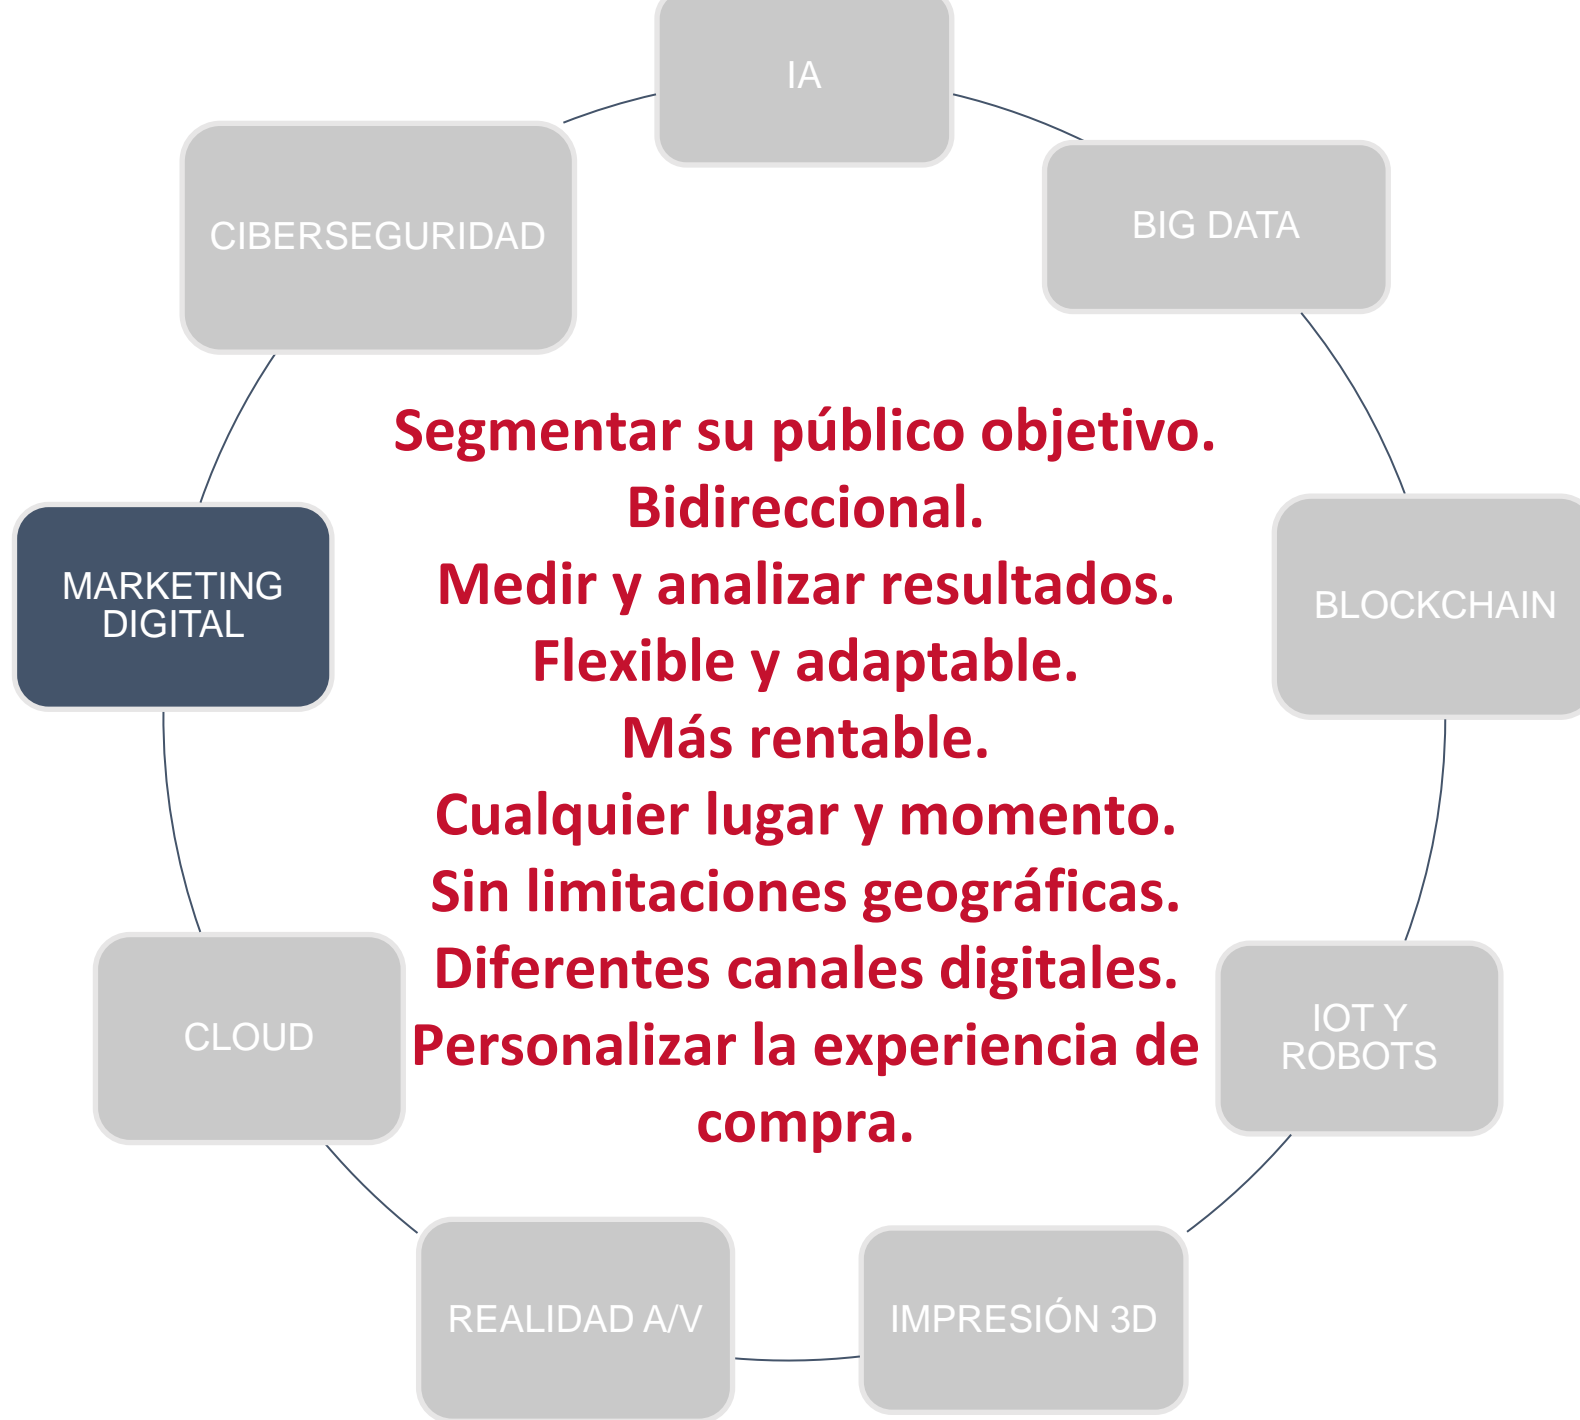 IA
BIG DATA
CIBERSEGURIDAD
Segmentar su público objetivo.
Bidireccional.
Medir y analizar resultados.
Flexible y adaptable.
Más rentable.
Cualquier lugar y momento.
Sin limitaciones geográficas.
Diferentes canales digitales.
Personalizar la experiencia de
compra.
MARKETING
DIGITAL
BLOCKCHAIN
CLOUD
IOT Y
ROBOTS
REALIDAD A/V
IMPRESIÓN 3D